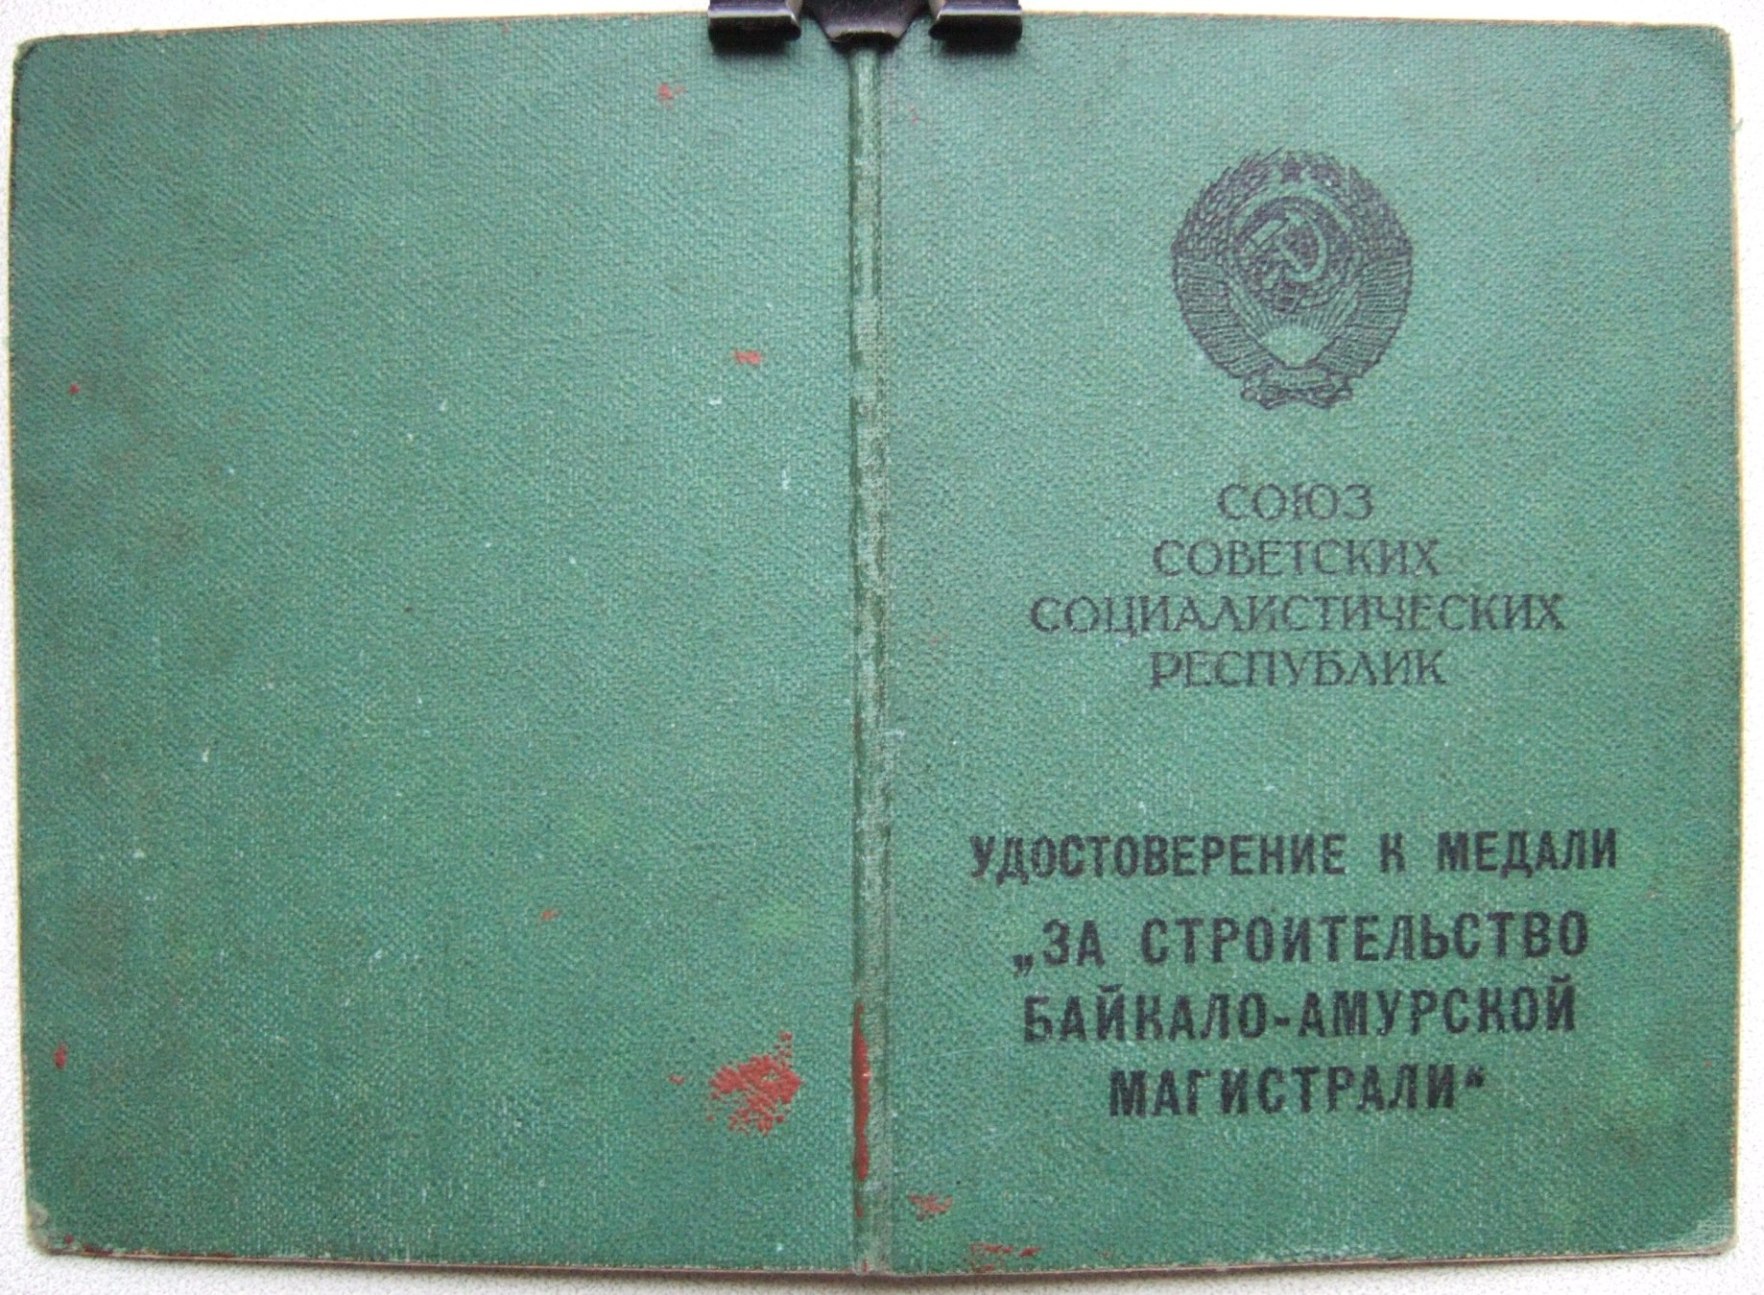 СОЮЗ
СОВЕТСКИХ
СОЦИАЛИСТИЧЕСКИХ
РЕСПУБЛИК
УДОСТОВЕРЕНИЕ К МЕДАЛИ
„ЗА СТРОИТЕЛЬСТВО
БАЙКАЛО-АМУРСКОЙ
МАГИСТРАЛИ“